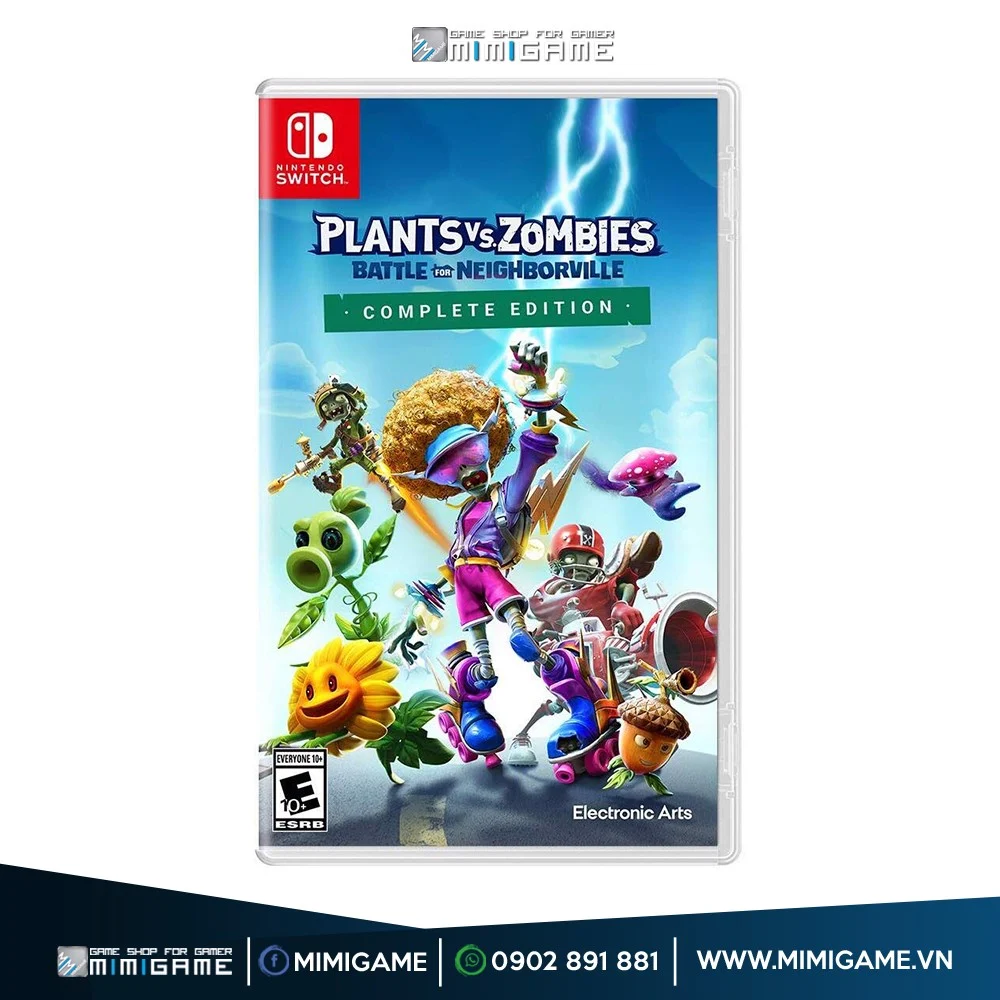 GAME SHOP FOR GAMER
MIMIGAME
NINTENDO
SWITCH™
PLANTS VS. ZOMBIES
BATTLE FOR NEIGHBORVILLE
· COMPLETE EDITION ·
EVERYONE 10+
E
10+
ESRB
Electronic Arts
GAME SHOP FOR GAMER
MIMIGAME
f MIMIGAME
0902 891 881
WWW.MIMIGAME.VN